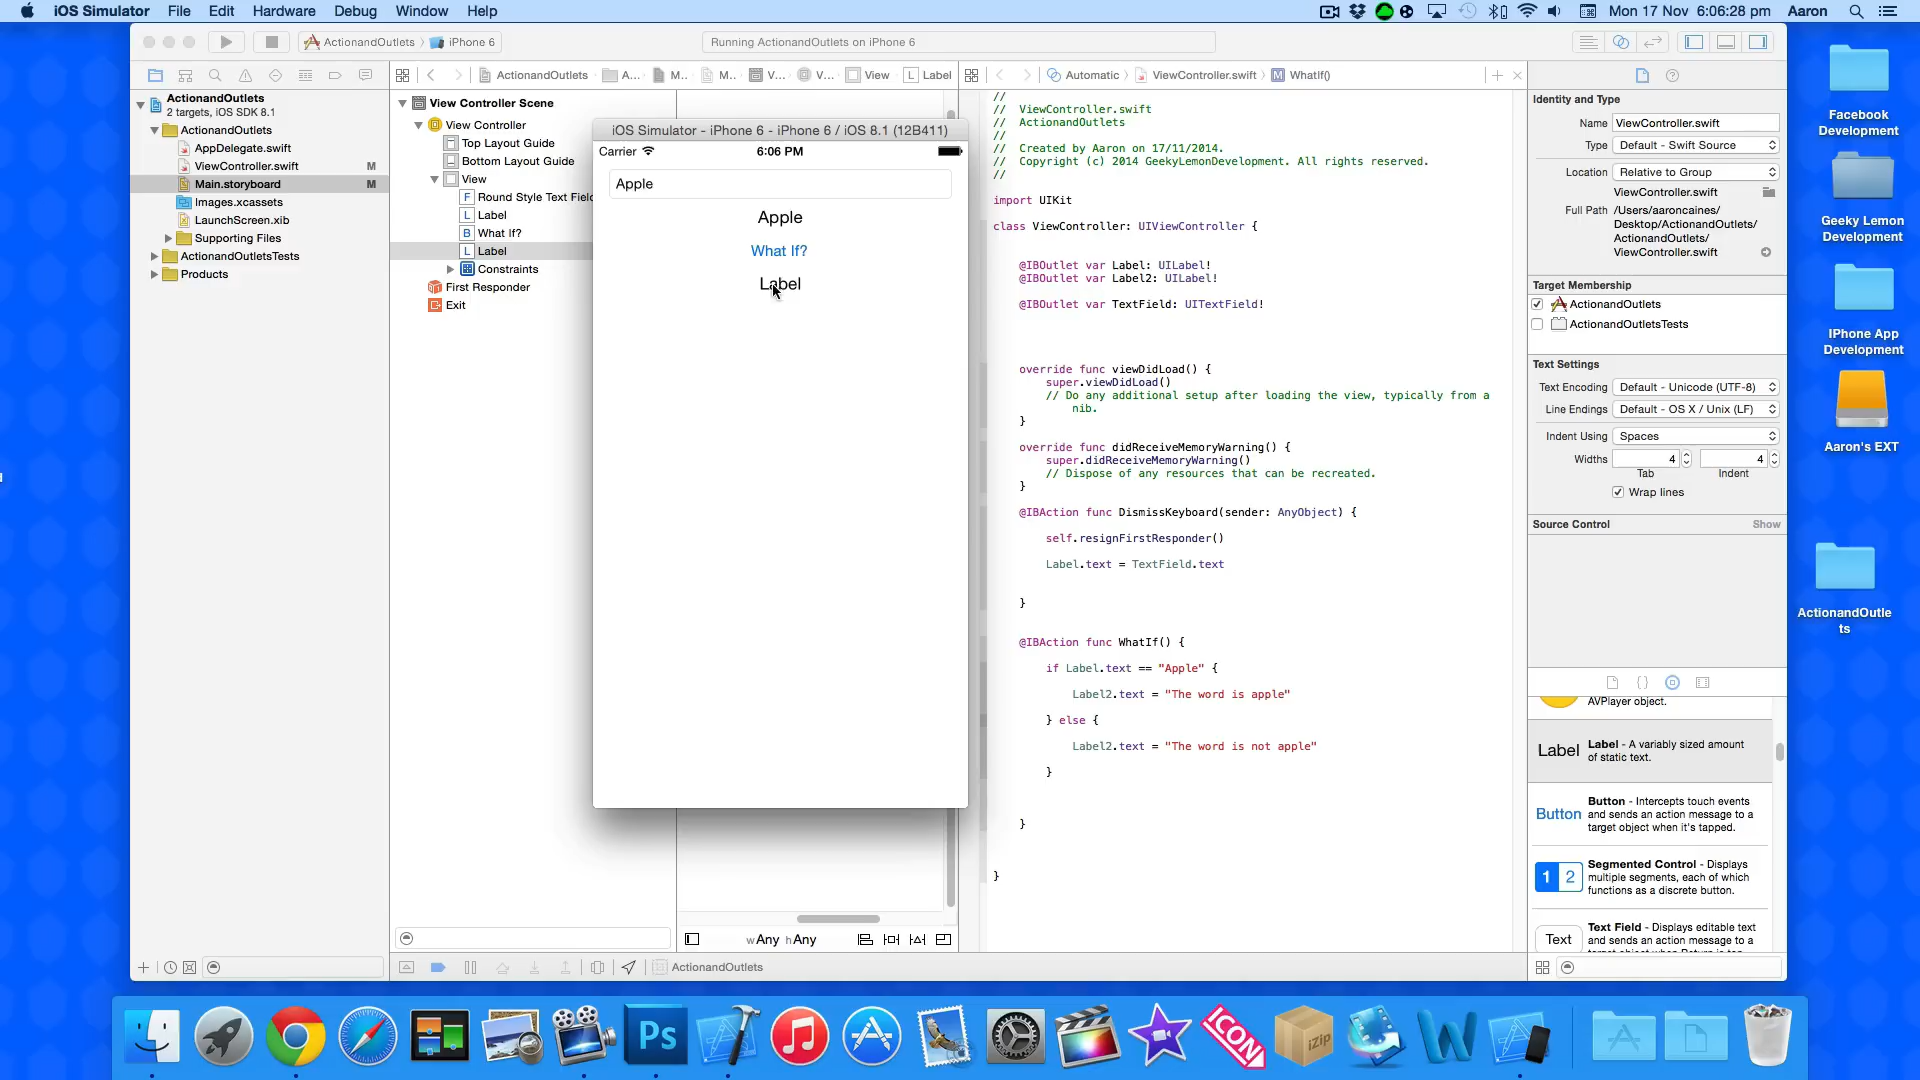 iOS Simulator File Edit Hardware Debug Window Help
Mon 17 Nov 6:06:28 pm Aaron
ActionandOutlets iPhone 6
Running ActionandOutlets on iPhone 6
ActionandOutlets A... M... M... V... V... View Label
Automatic ViewController.swift WhatIf()
ActionandOutlets
2 targets, iOS SDK 8.1
ActionandOutlets
AppDelegate.swift
ViewController.swift M
Main.storyboard M
Images.xcassets
LaunchScreen.xib
Supporting Files
ActionandOutletsTests
Products
View Controller Scene
View Controller
Top Layout Guide
Bottom Layout Guide
View
F Round Style Text Field
L Label
B What If?
L Label
Constraints
First Responder
Exit
iOS Simulator - iPhone 6 - iPhone 6 / iOS 8.1 (12B411)
Carrier 6:06 PM
Apple
Apple
What If?
Label
wAny hAny
ActionandOutlets
//
// ViewController.swift
// ActionandOutlets
//
// Created by Aaron on 17/11/2014.
// Copyright (c) 2014 GeekyLemonDevelopment. All rights reserved.
//
import UIKit
class ViewController: UIViewController {
@IBOutlet var Label: UILabel!
@IBOutlet var Label2: UILabel!
@IBOutlet var TextField: UITextField!
override func viewDidLoad() {
super.viewDidLoad()
// Do any additional setup after loading the view, typically from a
nib.
}
override func didReceiveMemoryWarning() {
super.didReceiveMemoryWarning()
// Dispose of any resources that can be recreated.
}
@IBAction func DismissKeyboard(sender: AnyObject) {
self.resignFirstResponder()
Label.text = TextField.text
}
@IBAction func WhatIf() {
if Label.text == "Apple" {
Label2.text = "The word is apple"
} else {
Label2.text = "The word is not apple"
}
}
}
Identity and Type
Name ViewController.swift
Type Default - Swift Source
Location Relative to Group
ViewController.swift
Full Path /Users/aaroncaines/
Desktop/ActionandOutlets/
ActionandOutlets/
ViewController.swift
Target Membership
ActionandOutlets
ActionandOutletsTests
Text Settings
Text Encoding Default - Unicode (UTF-8)
Line Endings Default - OS X / Unix (LF)
Indent Using Spaces
Widths 4 4
Tab Indent
Wrap lines
Source Control Show
{ }
AVPlayer object.
Label Label - A variably sized amount
of static text.
Button Button - Intercepts touch events
and sends an action message to a
target object when it's tapped.
1 2 Segmented Control - Displays
multiple segments, each of which
functions as a discrete button.
Text Text Field - Displays editable text
and sends an action message to a
Facebook
Development
Geeky Lemon
Development
IPhone App
Development
Aaron's EXT
ActionandOutle
ts
Ps
ICON
iZip
W